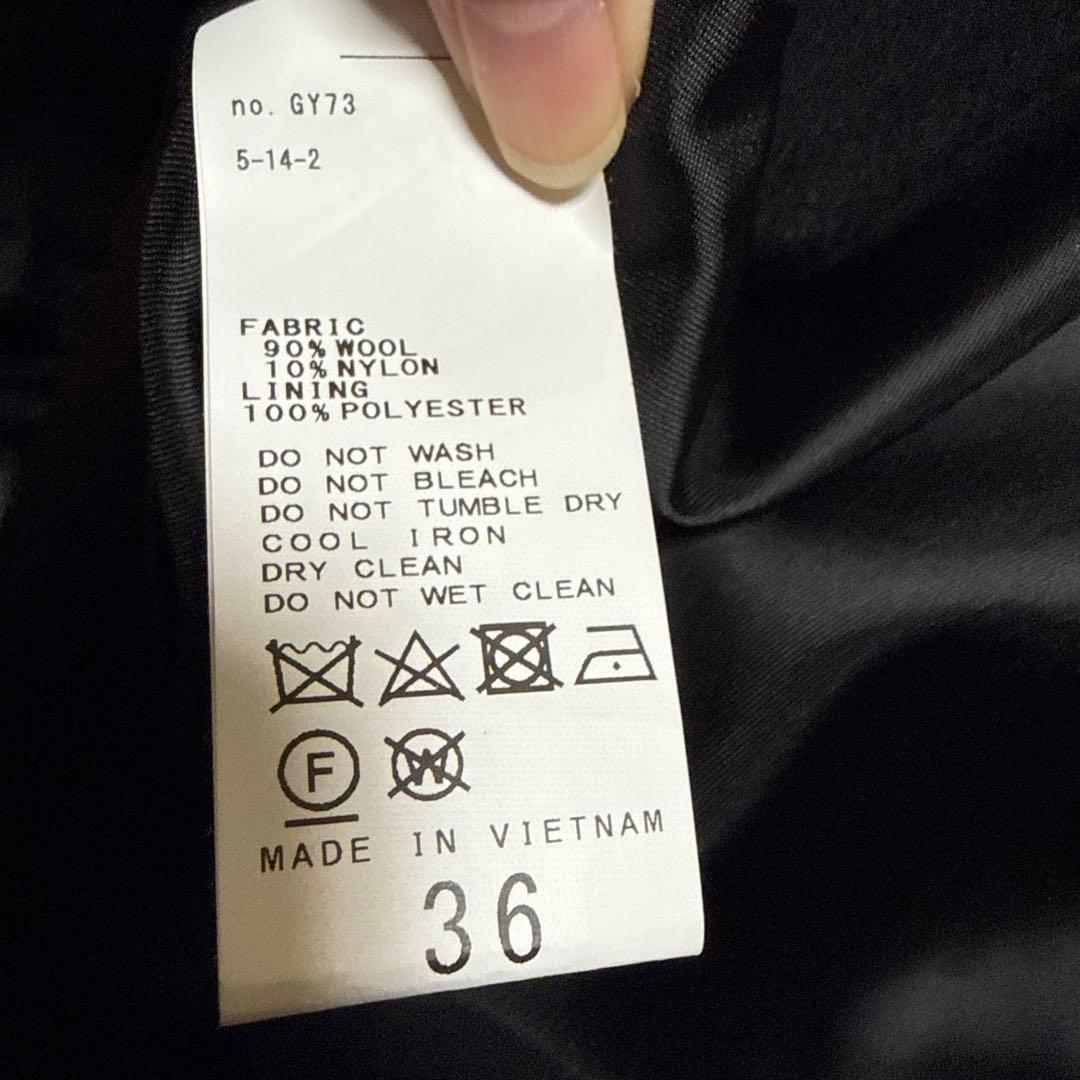 no. GY73
5-14-2
FABRIC
90% WOOL
10% NYLON
LINING
100% POLYESTER
DO NOT WASH
DO NOT BLEACH
DO NOT TUMBLE DRY
COOL IRON
DRY CLEAN
DO NOT WET CLEAN
F W
MADE IN VIETNAM
36